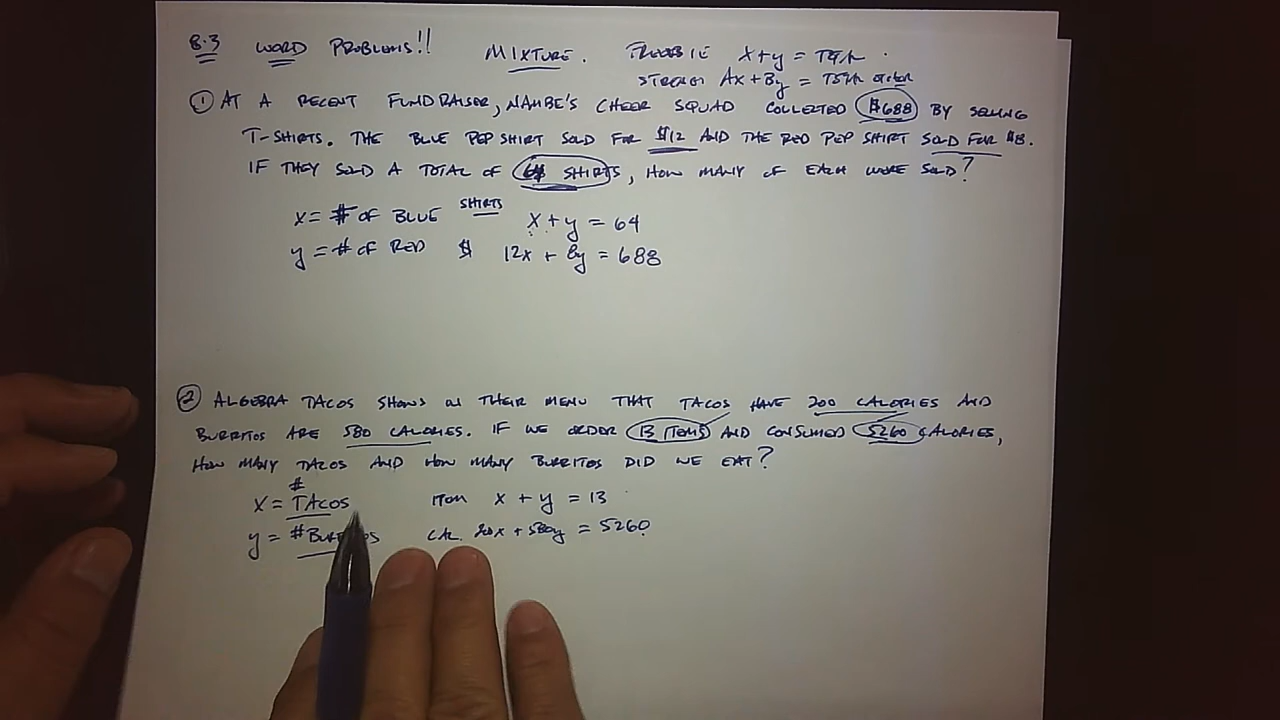 8.3 WORD PROBLEMS!! MIXTURE. FREEBIE x+y = T9/1
Ax + By =
① AT A RECENT FUNDRAISER, NAMBE'S CHEER SQUAD COLLECTED $688 BY SELLING
T-SHIRTS. THE BLUE PEP SHIRT SOLD FOR $12 AND THE RED PEP SHIRT SOLD FOR $8.
IF THEY SOLD A TOTAL OF 64 SHIRTS, HOW MANY OF EACH WERE SOLD?
x = # OF BLUE SHIRTS x + y = 64
y = # OF RED $ 12x + 8y = 688
② ALGEBRA TACOS SHOWS ON THEIR MENU THAT TACOS HAVE 200 CALORIES AND
BURRITOS ARE 580 CALORIES. IF WE ORDER 13 ITEMS AND CONSUMED 5260 CALORIES,
HOW MANY TACOS AND HOW MANY BURRITOS DID WE EAT?
x = # TACOS ITEM x + y = 13
y = # CAL. 200x + 580y = 5260